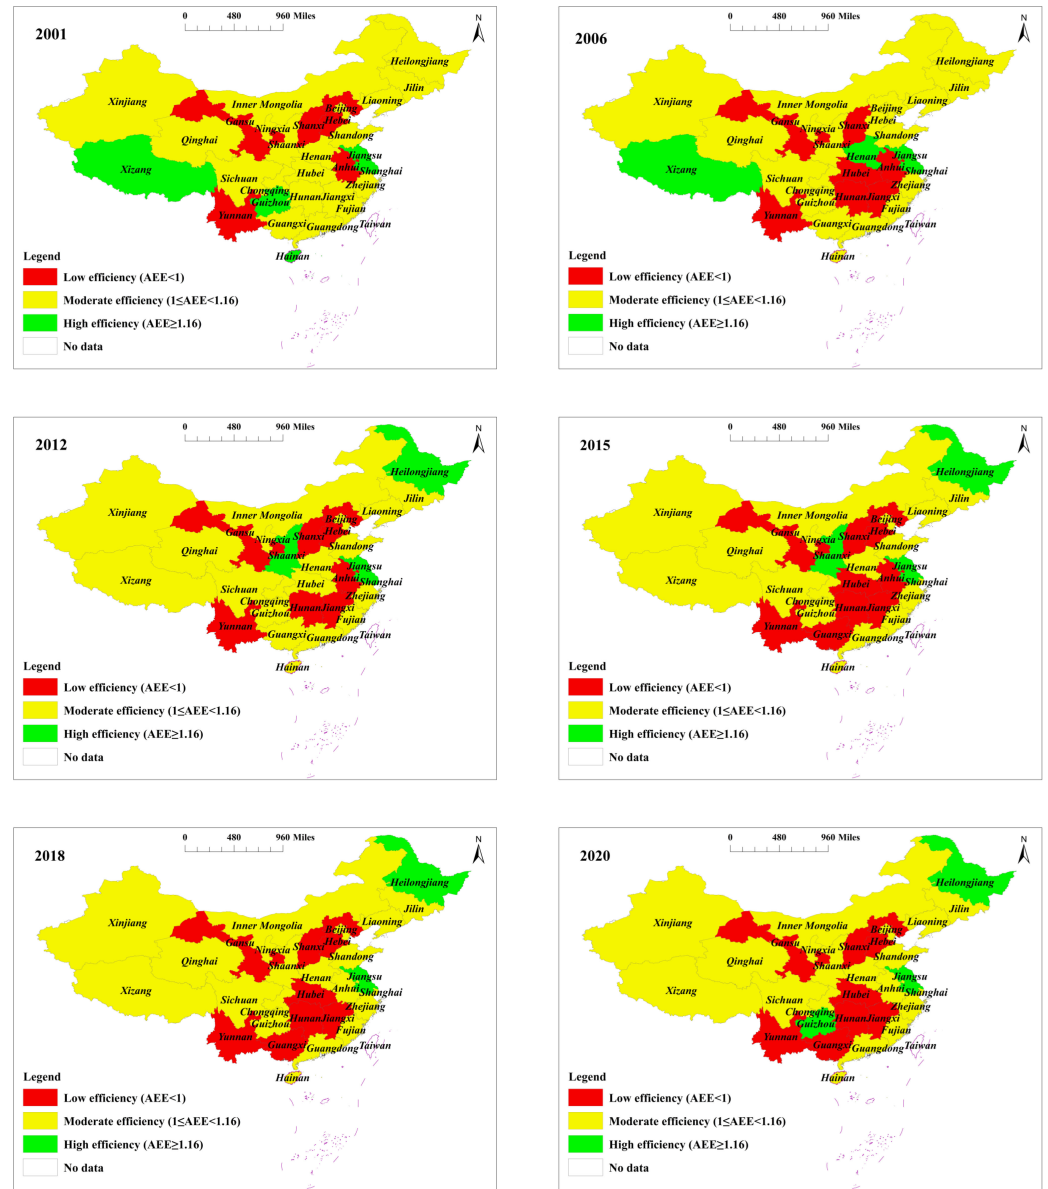 0 480 960 Miles
N
2001
Heilongjiang
Jilin
Xinjiang
Inner Mongolia
Liaoning
Beijing
Hebei
Gansu
Ningxia
Shanxi
Shandong
Qinghai
Shaanxi
Henan
Jiangsu
Xizang
Anhui
Shanghai
Sichuan
Hubei
Chongqing
Zhejiang
Guizhou
Hunan
Jiangxi
Yunnan
Fujian
Guangxi
Guangdong
Taiwan
Hainan
Legend
Low efficiency (AEE<1)
Moderate efficiency (1≤AEE<1.16)
High efficiency (AEE≥1.16)
No data
0 480 960 Miles
N
2006
Heilongjiang
Jilin
Xinjiang
Inner Mongolia
Liaoning
Beijing
Hebei
Gansu
Ningxia
Shanxi
Shandong
Qinghai
Shaanxi
Henan
Jiangsu
Xizang
Anhui
Shanghai
Sichuan
Hubei
Chongqing
Zhejiang
Guizhou
Hunan
Jiangxi
Yunnan
Fujian
Guangxi
Guangdong
Taiwan
Hainan
Legend
Low efficiency (AEE<1)
Moderate efficiency (1≤AEE<1.16)
High efficiency (AEE≥1.16)
No data
0 480 960 Miles
N
2012
Heilongjiang
Jilin
Xinjiang
Inner Mongolia
Liaoning
Beijing
Hebei
Gansu
Ningxia
Shanxi
Shandong
Qinghai
Shaanxi
Henan
Jiangsu
Xizang
Anhui
Shanghai
Sichuan
Hubei
Chongqing
Zhejiang
Guizhou
Hunan
Jiangxi
Yunnan
Fujian
Guangxi
Guangdong
Taiwan
Hainan
Legend
Low efficiency (AEE<1)
Moderate efficiency (1≤AEE<1.16)
High efficiency (AEE≥1.16)
No data
0 480 960 Miles
N
2015
Heilongjiang
Jilin
Xinjiang
Inner Mongolia
Liaoning
Beijing
Hebei
Gansu
Ningxia
Shanxi
Shandong
Qinghai
Shaanxi
Henan
Jiangsu
Xizang
Anhui
Shanghai
Sichuan
Hubei
Chongqing
Zhejiang
Guizhou
Hunan
Jiangxi
Yunnan
Fujian
Guangxi
Guangdong
Taiwan
Hainan
Legend
Low efficiency (AEE<1)
Moderate efficiency (1≤AEE<1.16)
High efficiency (AEE≥1.16)
No data
0 480 960 Miles
N
2018
Heilongjiang
Jilin
Xinjiang
Inner Mongolia
Liaoning
Beijing
Hebei
Gansu
Ningxia
Shanxi
Shandong
Qinghai
Shaanxi
Henan
Jiangsu
Xizang
Anhui
Shanghai
Sichuan
Hubei
Chongqing
Zhejiang
Guizhou
Hunan
Jiangxi
Yunnan
Fujian
Guangxi
Guangdong
Taiwan
Hainan
Legend
Low efficiency (AEE<1)
Moderate efficiency (1≤AEE<1.16)
High efficiency (AEE≥1.16)
No data
0 480 960 Miles
N
2020
Heilongjiang
Jilin
Xinjiang
Inner Mongolia
Liaoning
Beijing
Hebei
Gansu
Ningxia
Shanxi
Shandong
Qinghai
Shaanxi
Henan
Jiangsu
Xizang
Anhui
Shanghai
Sichuan
Hubei
Chongqing
Zhejiang
Guizhou
Hunan
Jiangxi
Yunnan
Fujian
Guangxi
Guangdong
Taiwan
Hainan
Legend
Low efficiency (AEE<1)
Moderate efficiency (1≤AEE<1.16)
High efficiency (AEE≥1.16)
No data